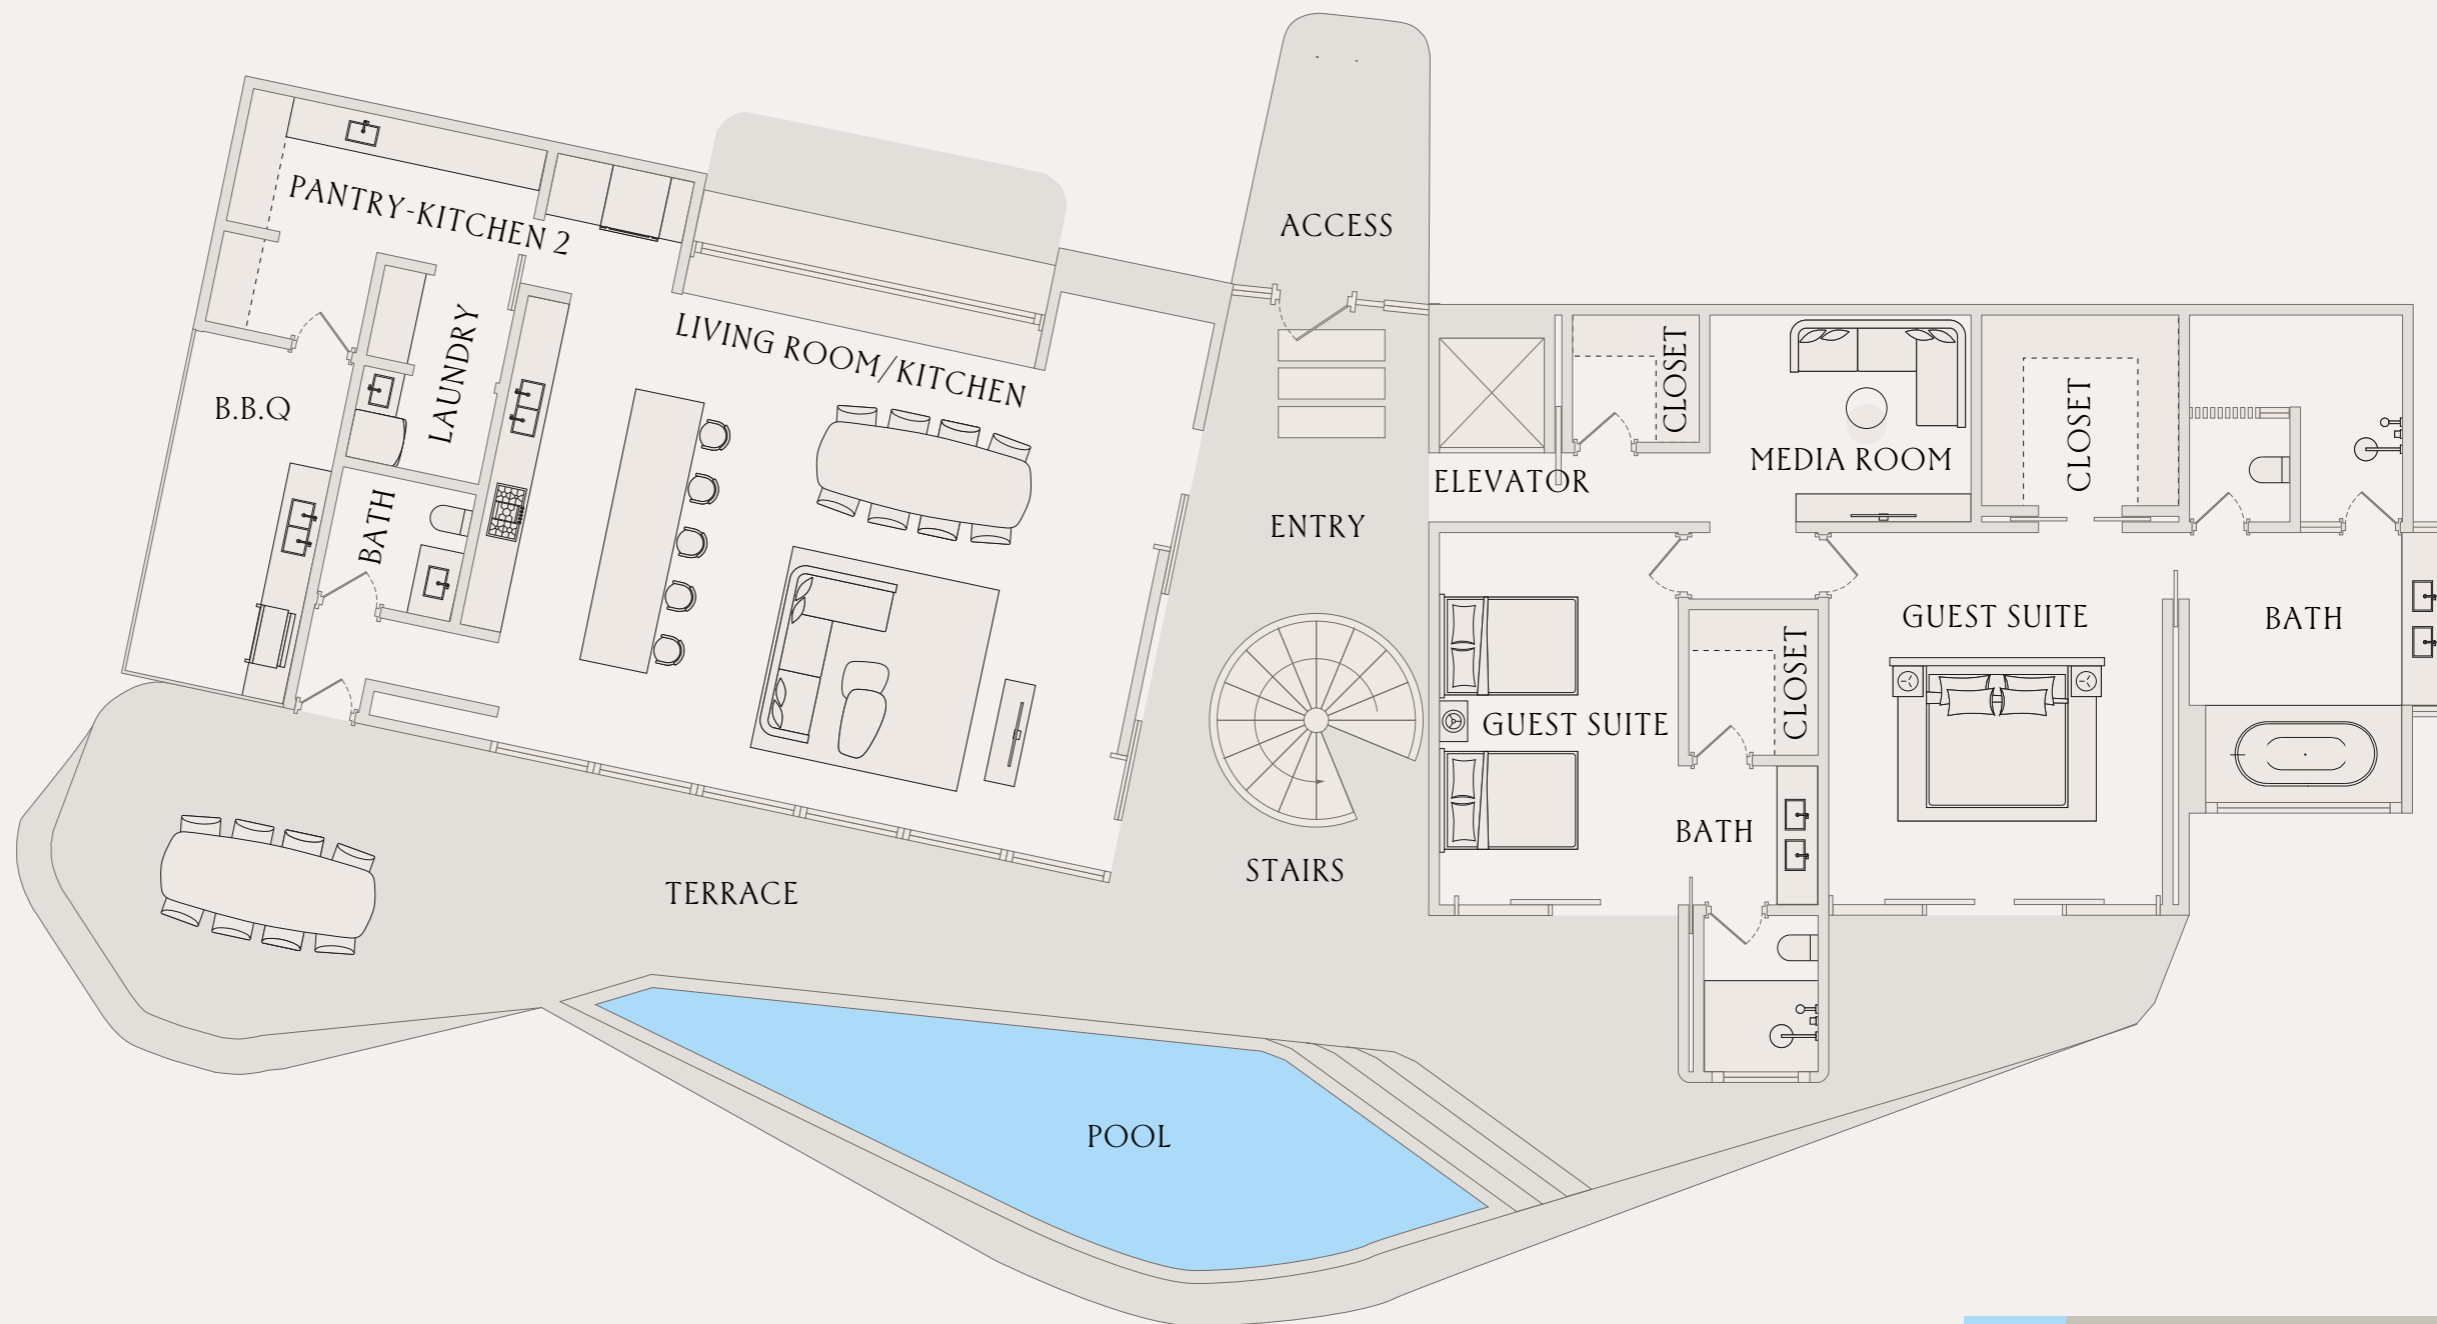 ACCESS
PANTRY-KITCHEN 2
LIVING ROOM/KITCHEN
LAUNDRY
B.B.Q
BATH
ENTRY
ELEVATOR
CLOSET
MEDIA ROOM
CLOSET
GUEST SUITE
BATH
GUEST SUITE
CLOSET
BATH
STAIRS
TERRACE
POOL